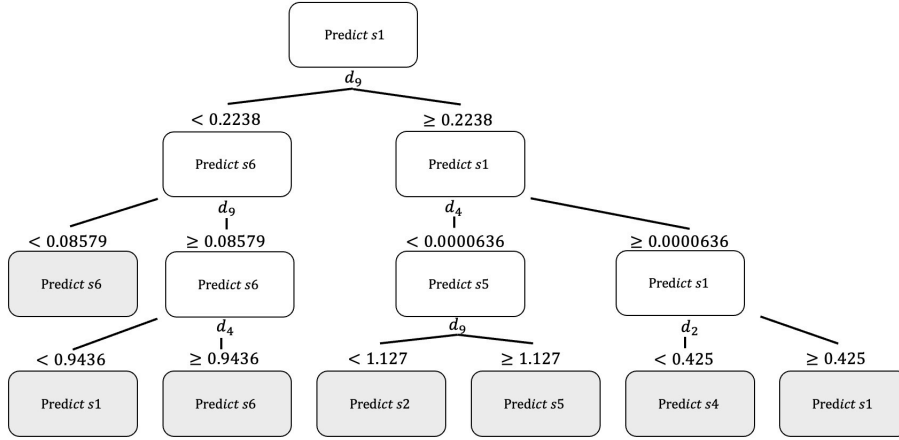 Predict s1
d₉
< 0.2238 ≥ 0.2238
Predict s6 Predict s1
d₉ d₄
< 0.08579 ≥ 0.08579 < 0.0000636 ≥ 0.0000636
Predict s6 Predict s6 Predict s5 Predict s1
d₄ d₉ d₂
< 0.9436 ≥ 0.9436 < 1.127 ≥ 1.127 < 0.425 ≥ 0.425
Predict s1 Predict s6 Predict s2 Predict s5 Predict s4 Predict s1